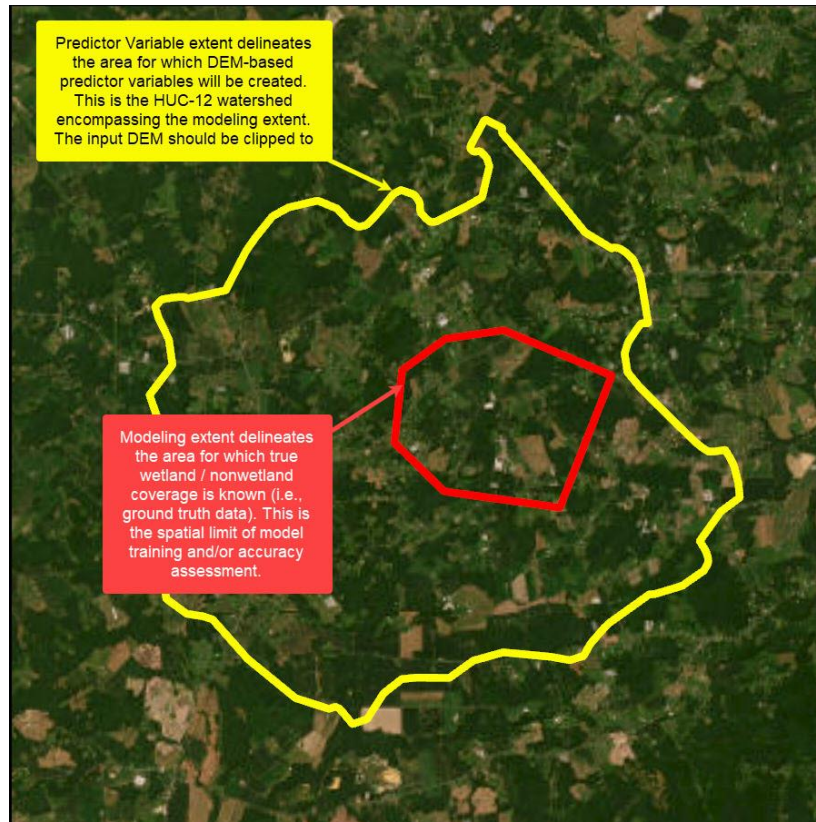 Predictor Variable extent delineates
the area for which DEM-based
predictor variables will be created.
This is the HUC-12 watershed
encompassing the modeling extent.
The input DEM should be clipped to
Modeling extent delineates
the area for which true
wetland / nonwetland
coverage is known (i.e.,
ground truth data). This is
the spatial limit of model
training and/or accuracy
assessment.